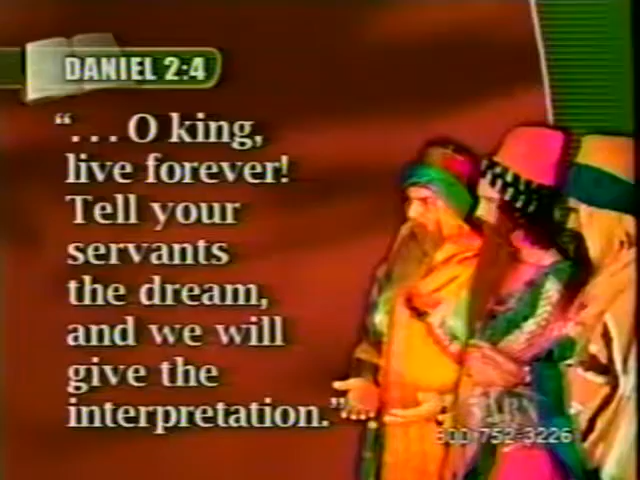 DANIEL 2:4
“. . . O king,
live forever!
Tell your
servants
the dream,
and we will
give the
interpretation.”
800-752-3226